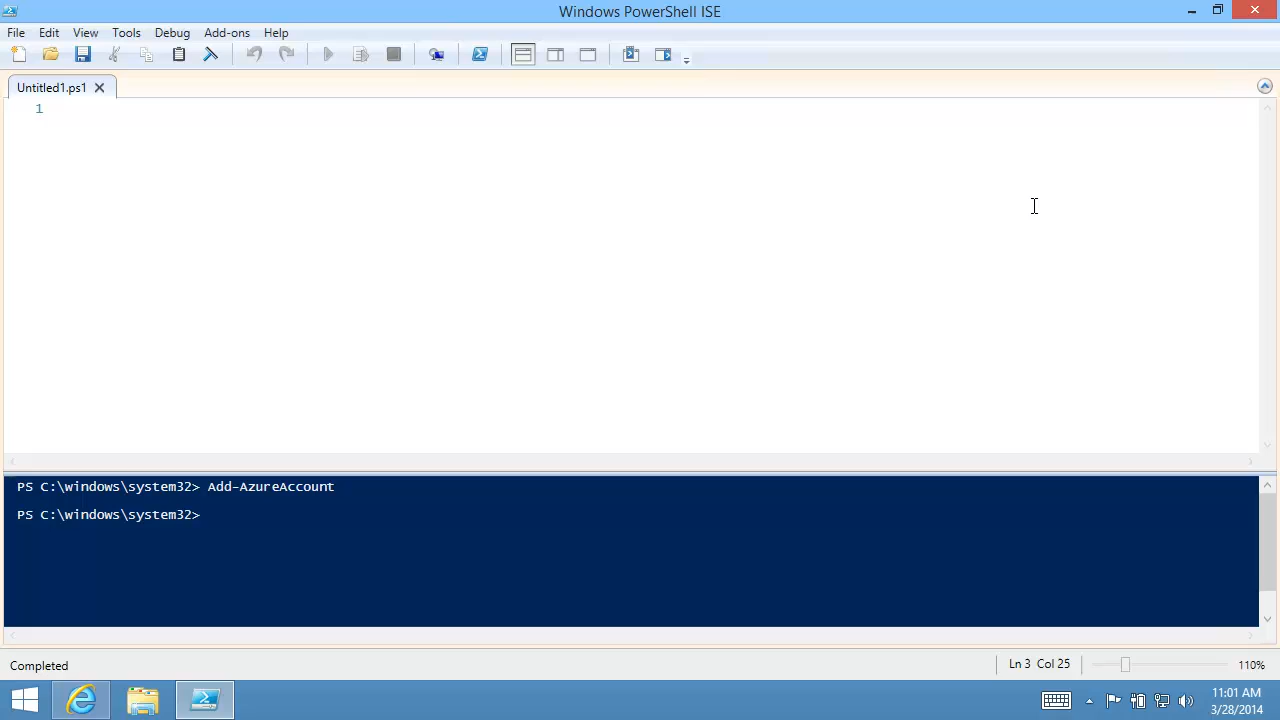 Windows PowerShell ISE
File Edit View Tools Debug Add-ons Help
Untitled1.ps1
1
PS C:\windows\system32> Add-AzureAccount
PS C:\windows\system32>
Completed
Ln 3 Col 25
110%
11:01 AM
3/28/2014